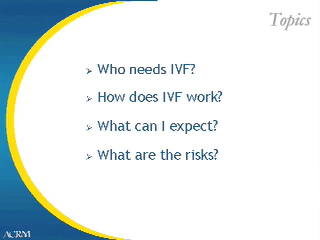 Topics
Who needs IVF?
How does IVF work?
What can I expect?
What are the risks?
ACRM